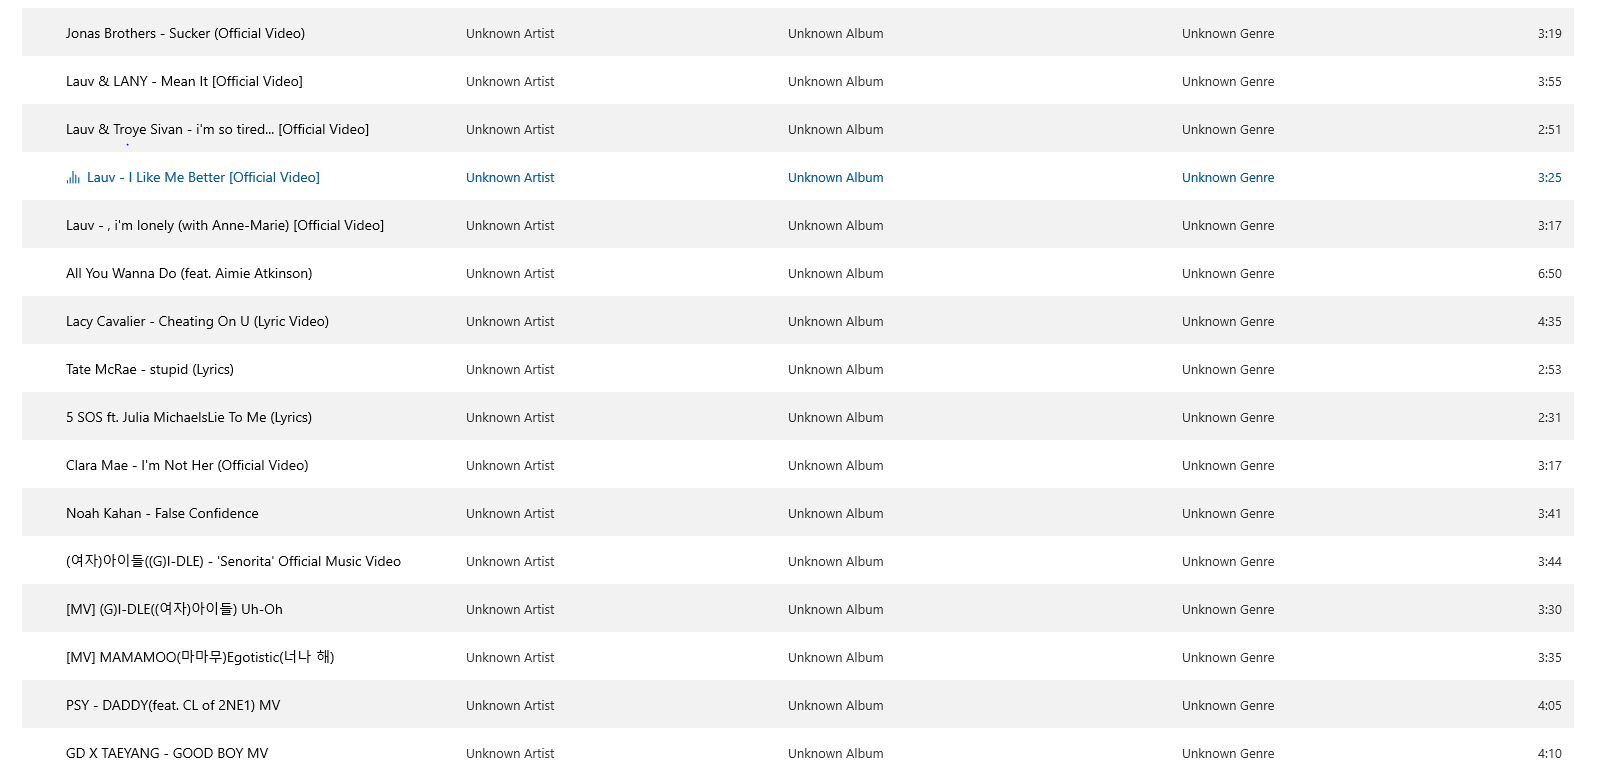 Jonas Brothers - Sucker (Official Video) Unknown Artist Unknown Album Unknown Genre 3:19
Lauv & LANY - Mean It [Official Video] Unknown Artist Unknown Album Unknown Genre 3:55
Lauv & Troye Sivan - i'm so tired... [Official Video] Unknown Artist Unknown Album Unknown Genre 2:51
Lauv - I Like Me Better [Official Video] Unknown Artist Unknown Album Unknown Genre 3:25
Lauv - , i'm lonely (with Anne-Marie) [Official Video] Unknown Artist Unknown Album Unknown Genre 3:17
All You Wanna Do (feat. Aimie Atkinson) Unknown Artist Unknown Album Unknown Genre 6:50
Lacy Cavalier - Cheating On U (Lyric Video) Unknown Artist Unknown Album Unknown Genre 4:35
Tate McRae - stupid (Lyrics) Unknown Artist Unknown Album Unknown Genre 2:53
5 SOS ft. Julia MichaelsLie To Me (Lyrics) Unknown Artist Unknown Album Unknown Genre 2:31
Clara Mae - I'm Not Her (Official Video) Unknown Artist Unknown Album Unknown Genre 3:17
Noah Kahan - False Confidence Unknown Artist Unknown Album Unknown Genre 3:41
(여자)아이들((G)I-DLE) - 'Senorita' Official Music Video Unknown Artist Unknown Album Unknown Genre 3:44
[MV] (G)I-DLE((여자)아이들) Uh-Oh Unknown Artist Unknown Album Unknown Genre 3:30
[MV] MAMAMOO(마마무)Egotistic(너나 해) Unknown Artist Unknown Album Unknown Genre 3:35
PSY - DADDY(feat. CL of 2NE1) MV Unknown Artist Unknown Album Unknown Genre 4:05
GD X TAEYANG - GOOD BOY MV Unknown Artist Unknown Album Unknown Genre 4:10